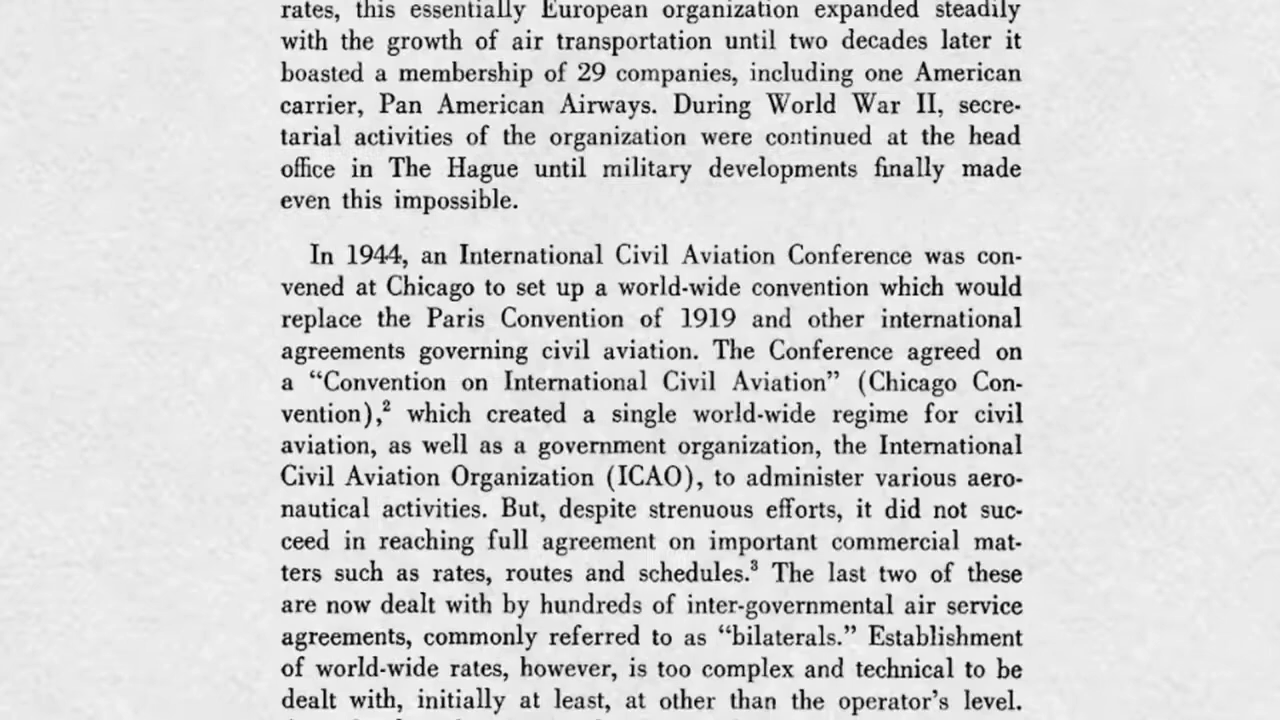 rates, this essentially European organization expanded steadily
with the growth of air transportation until two decades later it
boasted a membership of 29 companies, including one American
carrier, Pan American Airways. During World War II, secre-
tarial activities of the organization were continued at the head
office in The Hague until military developments finally made
even this impossible.
In 1944, an International Civil Aviation Conference was con-
vened at Chicago to set up a world-wide convention which would
replace the Paris Convention of 1919 and other international
agreements governing civil aviation. The Conference agreed on
a “Convention on International Civil Aviation” (Chicago Con-
vention),² which created a single world-wide regime for civil
aviation, as well as a government organization, the International
Civil Aviation Organization (ICAO), to administer various aero-
nautical activities. But, despite strenuous efforts, it did not suc-
ceed in reaching full agreement on important commercial mat-
ters such as rates, routes and schedules.³ The last two of these
are now dealt with by hundreds of inter-governmental air service
agreements, commonly referred to as “bilaterals.” Establishment
of world-wide rates, however, is too complex and technical to be
dealt with, initially at least, at other than the operator’s level.